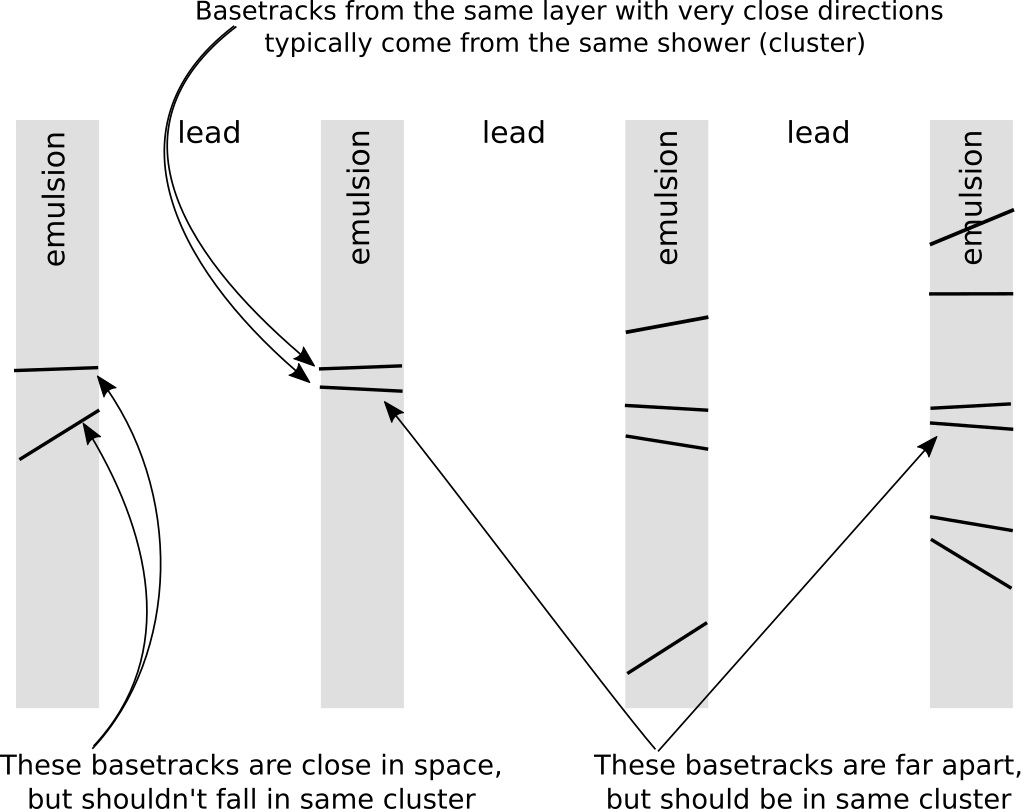 Basetracks from the same layer with very close directions
typically come from the same shower (cluster)
lead
lead
lead
emulsion
emulsion
emulsion
emulsion
These basetracks are close in space,
but shouldn't fall in same cluster
These basetracks are far apart,
but should be in same cluster